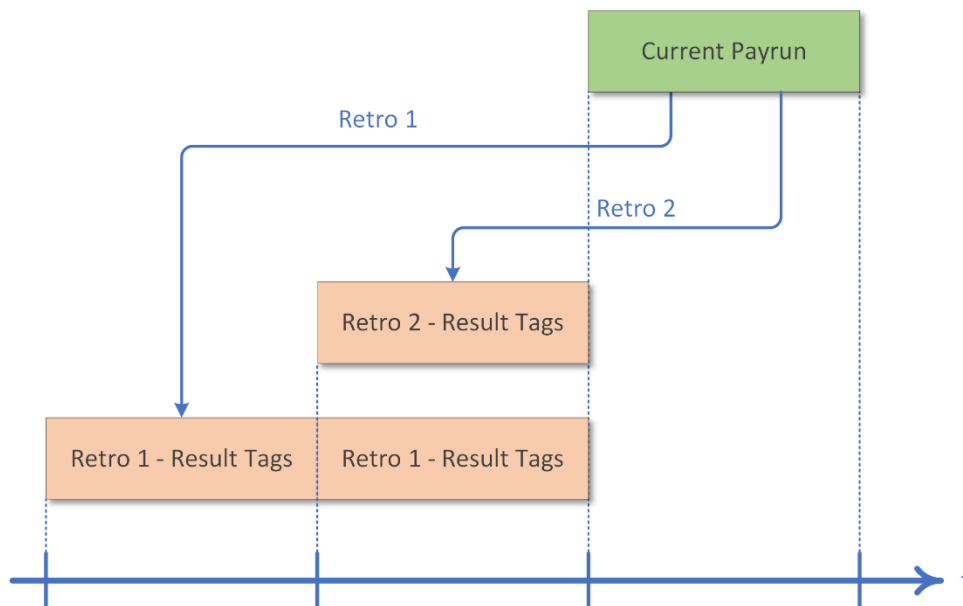 Current Payrun
Retro 1
Retro 2
Retro 2 - Result Tags
Retro 1 - Result Tags
Retro 1 - Result Tags